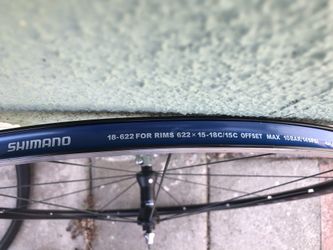 SHIMANO
18-622 FOR RIMS 622×15-18C/15C OFFSET MAX 10BAR/145PSI